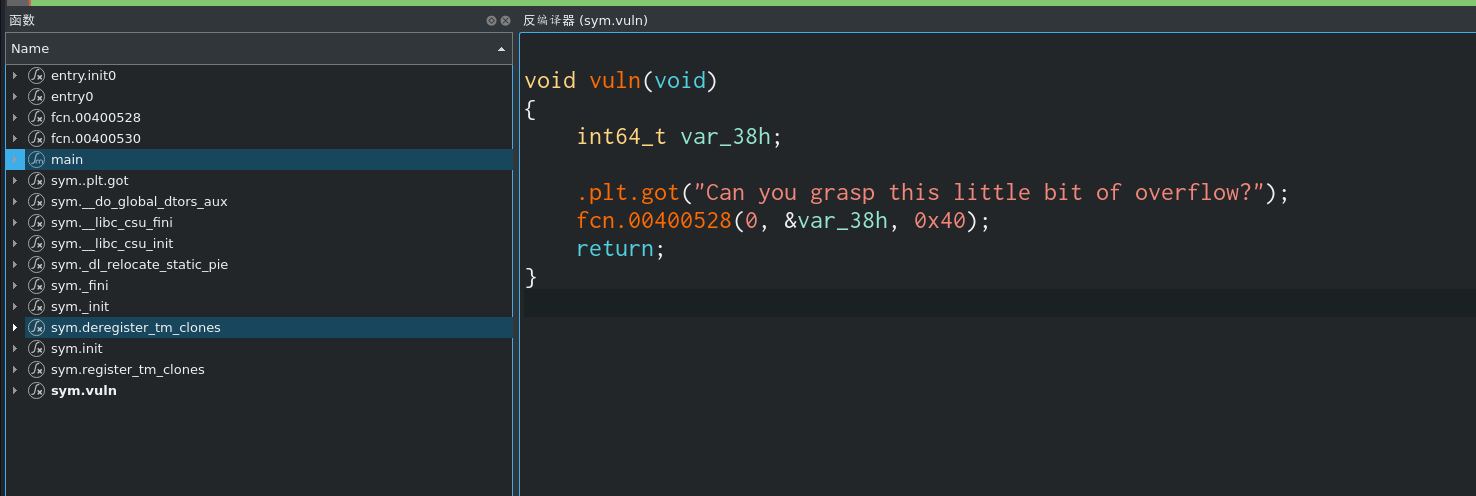 函数
Name
entry.init0
entry0
fcn.00400528
fcn.00400530
main
sym..plt.got
sym.__do_global_dtors_aux
sym.__libc_csu_fini
sym.__libc_csu_init
sym._dl_relocate_static_pie
sym._fini
sym._init
sym.deregister_tm_clones
sym.init
sym.register_tm_clones
sym.vuln
反编译器 (sym.vuln)
void vuln(void)
{
    int64_t var_38h;
    .plt.got("Can you grasp this little bit of overflow?");
    fcn.00400528(0, &var_38h, 0x40);
    return;
}